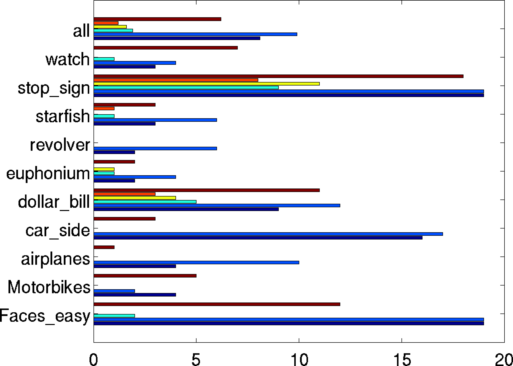 all
watch
stop_sign
starfish
revolver
euphonium
dollar_bill
car_side
airplanes
Motorbikes
Faces_easy
0 5 10 15 20